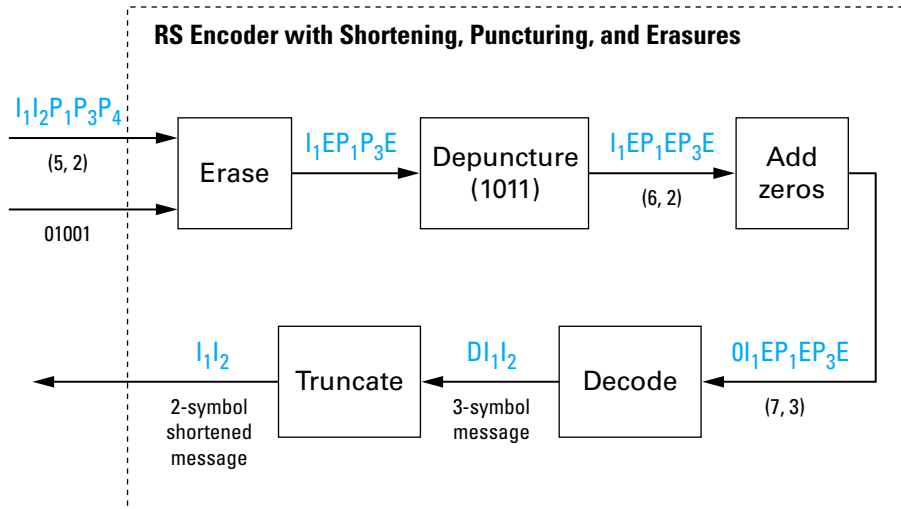 RS Encoder with Shortening, Puncturing, and Erasures
I₁I₂P₁P₃P₄
(5, 2)
01001
Erase
I₁EP₁P₃E
Depuncture
(1011)
I₁EP₁EP₃E
(6, 2)
Add
zeros
0I₁EP₁EP₃E
(7, 3)
Decode
DI₁I₂
3-symbol
message
Truncate
I₁I₂
2-symbol
shortened
message